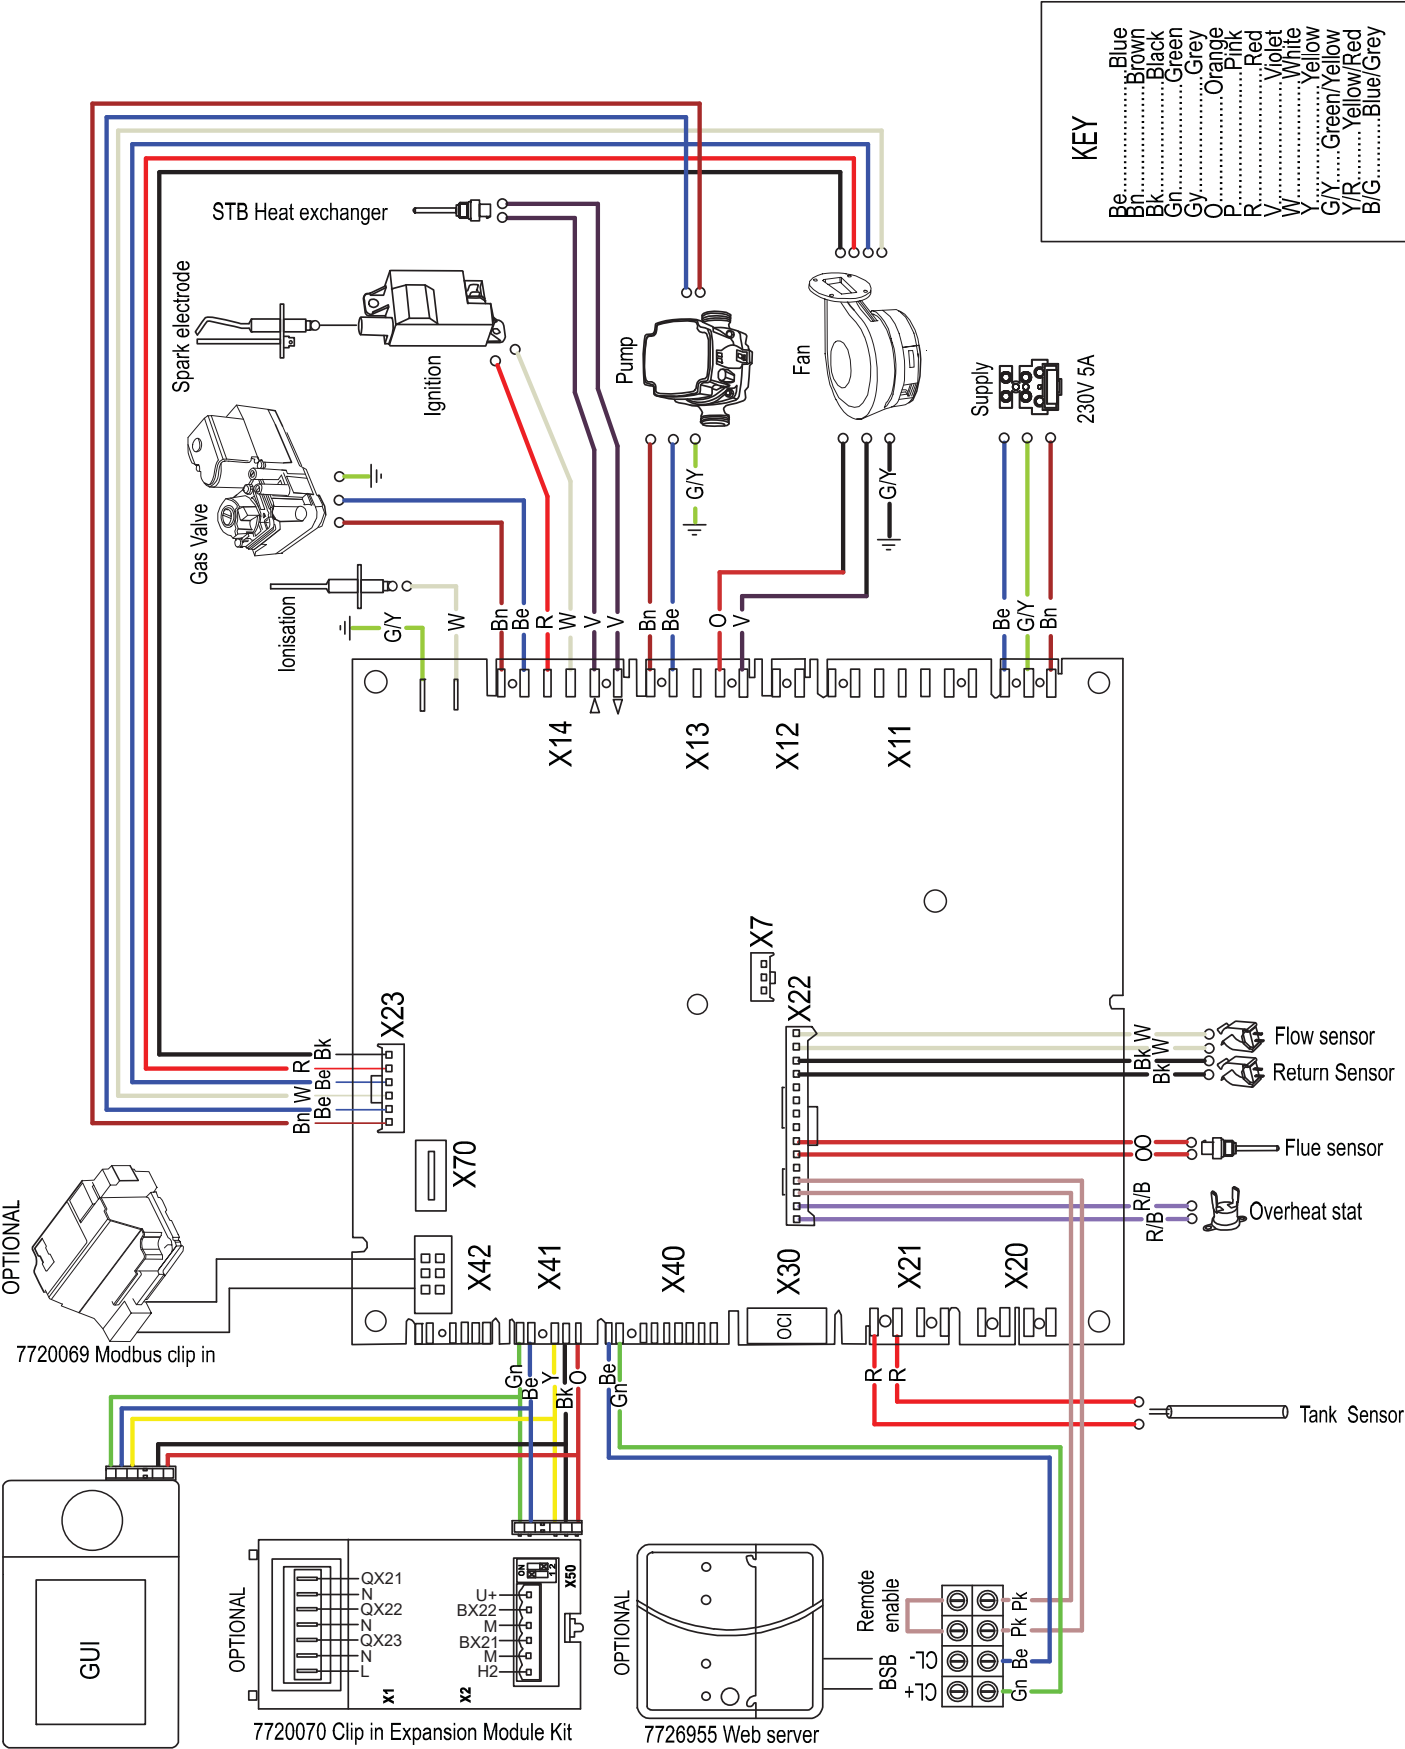 KEY
Be..........Blue
Bn..........Brown
Bk..........Black
Gn..........Green
Gy..........Grey
O..........Orange
P..........Pink
R..........Red
V..........Violet
W..........White
Y..........Yellow
G/Y.....Green/Yellow
Y/R.....Yellow/Red
B/G.....Blue/Grey
STB Heat exchanger
Spark electrode
Ignition
Gas Valve
Ionisation
Pump
Fan
Supply
230V 5A
G/Y
G/Y
G/Y
W
Bn
Be
R
W
V
V
Bn
Be
O
V
Be
G/Y
Bn
X14
X13
X12
X11
X7
X23
X22
Bk
R
Be
W
Be
Bn
X70
W
W
Bk
Bk
Flow sensor
Return Sensor
O
O
Flue sensor
R/B
R/B
Overheat stat
OPTIONAL
7720069 Modbus clip in
X42
X41
X40
X30
OCI
X21
X20
Gn
Be
Y
Bk
O
Be
Gn
R
R
Tank Sensor
GUI
OPTIONAL
QX21
N
QX22
N
QX23
N
L
X1
U+
BX22
M
BX21
M
H2
X2
ON
1 2
X50
7720070 Clip in Expansion Module Kit
OPTIONAL
7726955 Web server
Remote
enable
BSB
CL-
CL+
Pk
Pk
Be
Gn